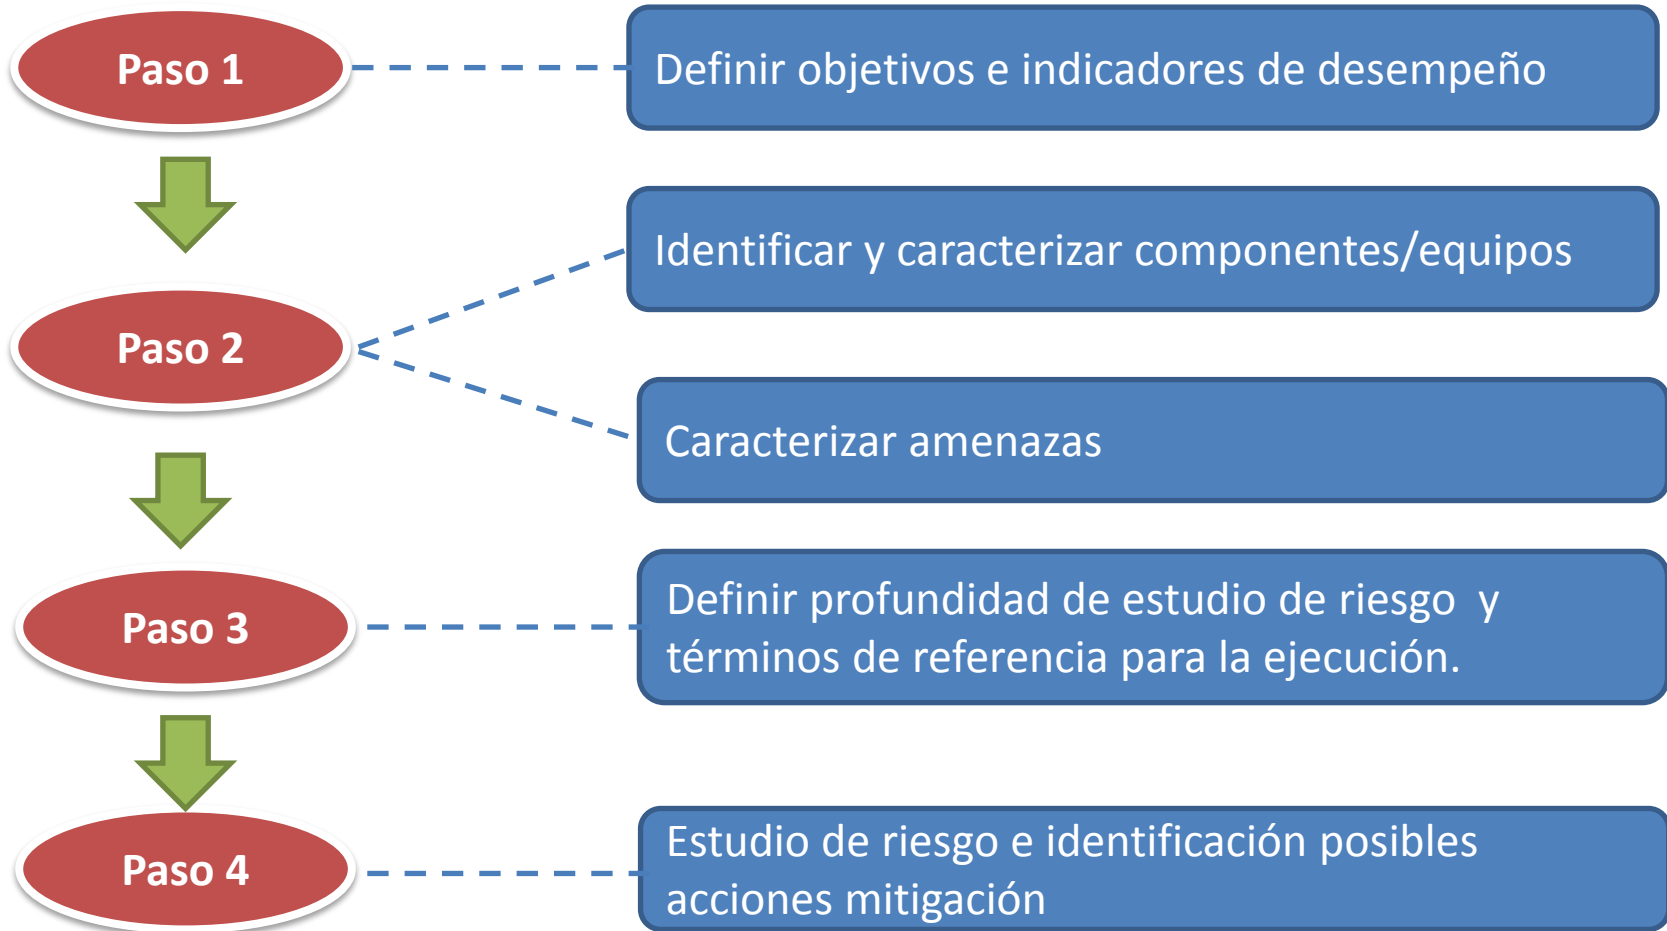 Paso 1
Definir objetivos e indicadores de desempeño
Identificar y caracterizar componentes/equipos
Paso 2
Caracterizar amenazas
Paso 3
Definir profundidad de estudio de riesgo  y
términos de referencia para la ejecución.
Paso 4
Estudio de riesgo e identificación posibles
acciones mitigación